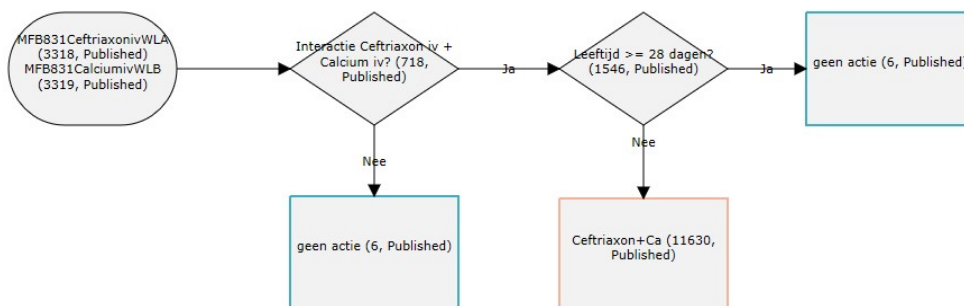 MFB831CeftriaxonivWLA
(3318, Published)
MFB831CalciumivWLB
(3319, Published)
Interactie Ceftriaxon iv +
Calcium iv? (718,
Published)
Ja
Leeftijd >= 28 dagen?
(1546, Published)
Ja
geen actie (6, Published)
Nee
Nee
geen actie (6, Published)
Ceftriaxon+Ca (11630,
Published)